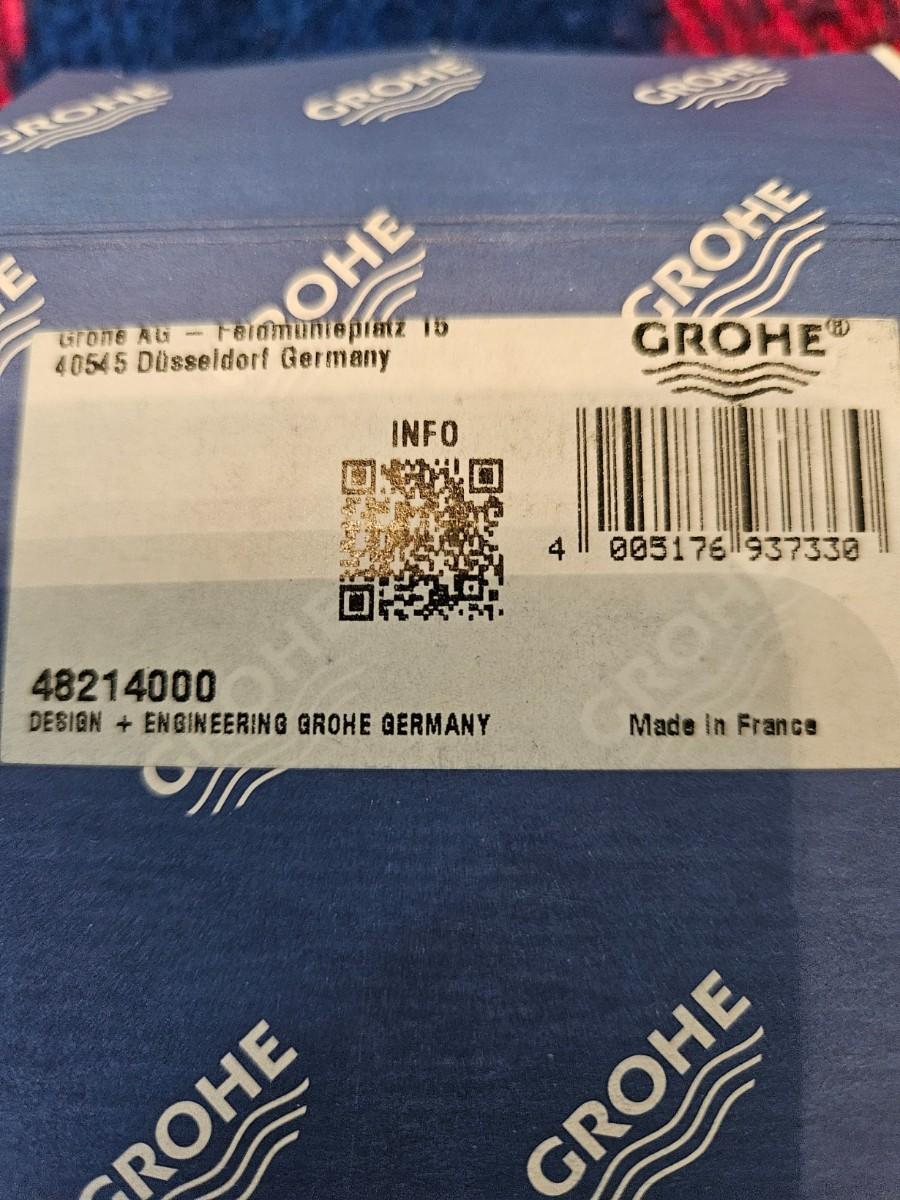 GROHE
GROHE
GROHE
GROHE
GROHE
Grohe AG – Feldmühleplatz 15
40545 Düsseldorf Germany
GROHE®
INFO
4 005176 937330
48214000
DESIGN + ENGINEERING GROHE GERMANY
Made in France
GROHE
GROHE